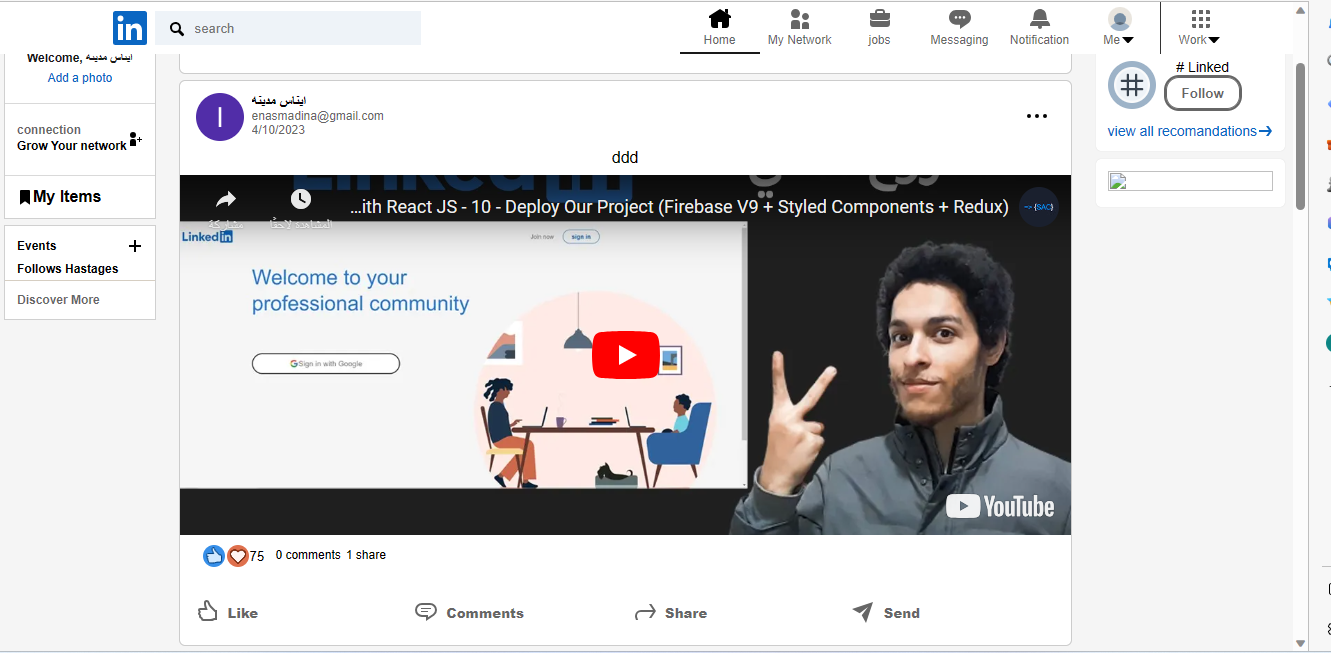 in
search
Home
My Network
jobs
Messaging
Notification
Me
Work
Welcome, ايناس مدينه
Add a photo
connection
Grow Your network
My Items
Events
Follows Hastages
Discover More
I
ايناس مدينه
enasmadina@gmail.com
4/10/2023
ddd
...ith React JS - 10 - Deploy Our Project (Firebase V9 + Styled Components + Redux)
{SAC}
مشاركة
المشاهدة لاحقًا
Linked in
Join now
sign in
Welcome to your
professional community
G Sign in with Google
YouTube
75 0 comments 1 share
Like
Comments
Share
Send
# Linked
#
Follow
view all recomandations